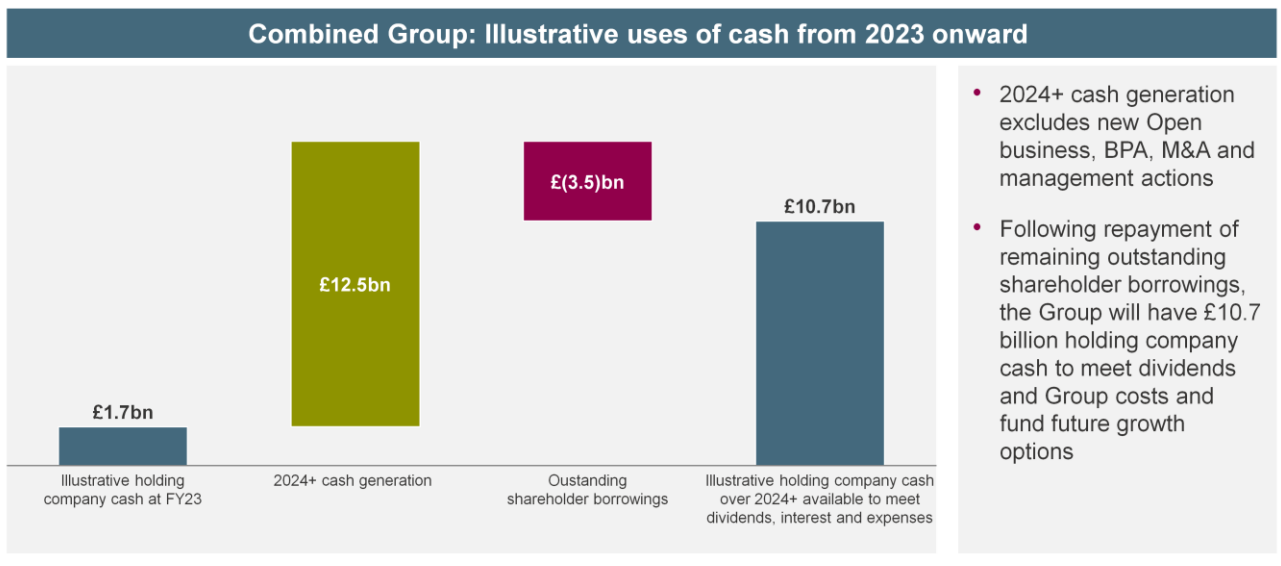 Combined Group: Illustrative uses of cash from 2023 onward
£1.7bn
£12.5bn
£(3.5)bn
£10.7bn
Illustrative holding
company cash at FY23
2024+ cash generation
Oustanding
shareholder borrowings
Illustrative holding company cash
over 2024+ available to meet
dividends, interest and expenses
• 2024+ cash generation
excludes new Open
business, BPA, M&A and
management actions
• Following repayment of
remaining outstanding
shareholder borrowings,
the Group will have £10.7
billion holding company
cash to meet dividends
and Group costs and
fund future growth
options